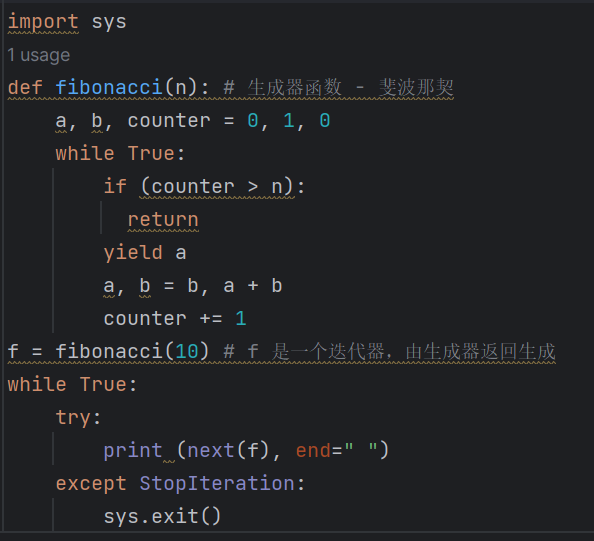 import sys
1 usage
def fibonacci(n): # 生成器函数 - 斐波那契
    a, b, counter = 0, 1, 0
    while True:
        if (counter > n):
          return
        yield a
        a, b = b, a + b
        counter += 1
f = fibonacci(10) # f 是一个迭代器，由生成器返回生成
while True:
    try:
        print (next(f), end=" ")
    except StopIteration:
        sys.exit()